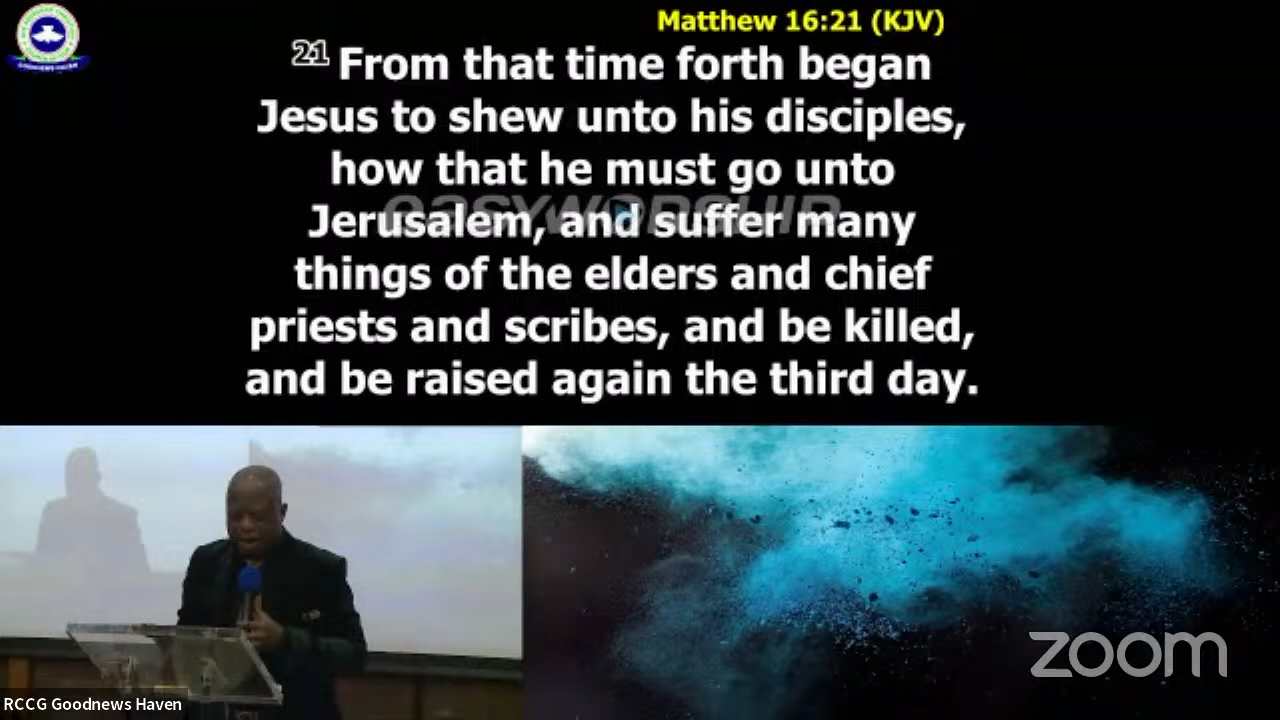 Matthew 16:21 (KJV)
21 From that time forth began
Jesus to shew unto his disciples,
how that he must go unto
Jerusalem, and suffer many
things of the elders and chief
priests and scribes, and be killed,
and be raised again the third day.
easyworship
zoom
RCCG Goodnews Haven